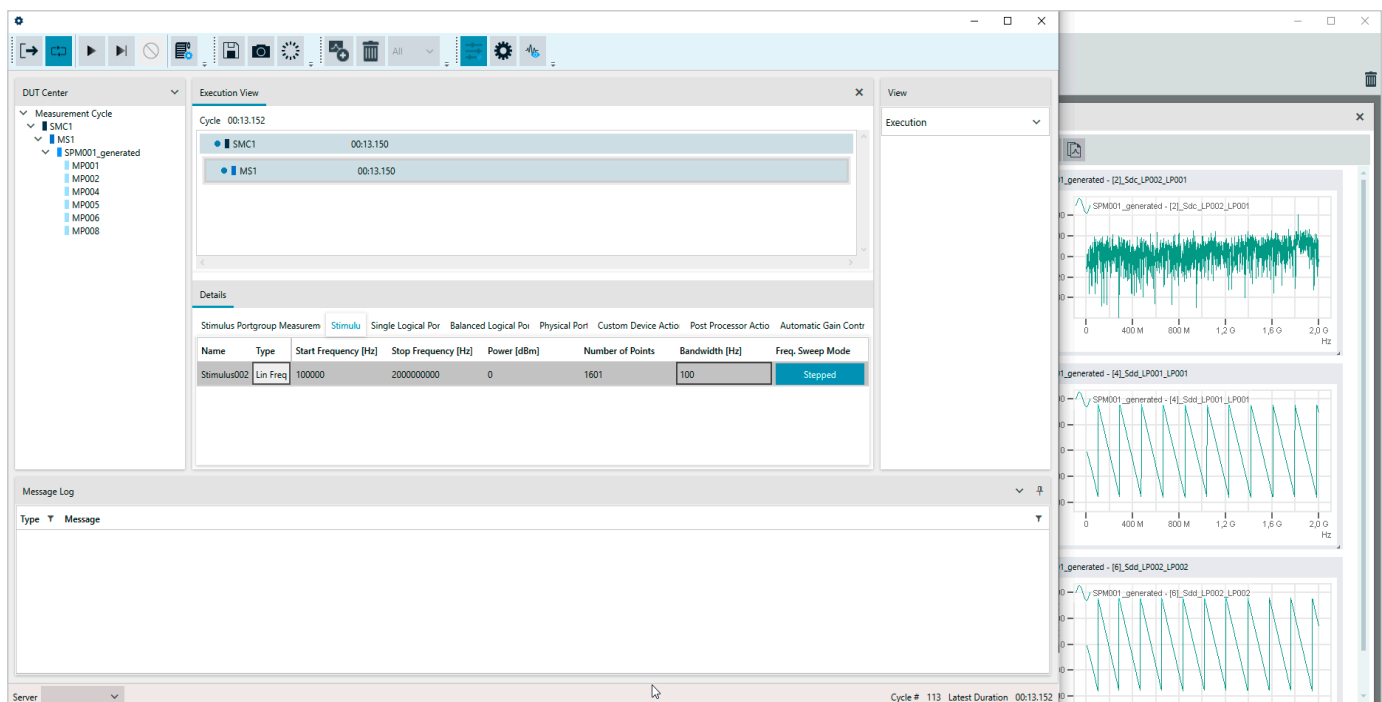 All
DUT Center
Measurement Cycle
SMC1
MS1
SPM001_generated
MP001
MP002
MP004
MP005
MP006
MP008
Execution View
Cycle 00:13.152
SMC1 00:13.150
MS1 00:13.150
View
Execution
Details
Stimulus Portgroup Measurem Stimulu Single Logical Por Balanced Logical Poi Physical Port Custom Device Actio Post Processor Actio Automatic Gain Contr
Name Type Start Frequency [Hz] Stop Frequency [Hz] Power [dBm] Number of Points Bandwidth [Hz] Freq. Sweep Mode
Stimulus002 Lin Freq 100000 2000000000 0 1601 100 Stepped
Message Log
Type Message
Server
Cycle # 113 Latest Duration 00:13.152
1_generated - [2]_Sdc_LP002_LP001
SPM001_generated - [2]_Sdc_LP002_LP001
0 400 M 800 M 1,2 G 1,6 G 2,0 G
Hz
1_generated - [4]_Sdd_LP001_LP001
SPM001_generated - [4]_Sdd_LP001_LP001
0 400 M 800 M 1,2 G 1,6 G 2,0 G
Hz
1_generated - [6]_Sdd_LP002_LP002
SPM001_generated - [6]_Sdd_LP002_LP002